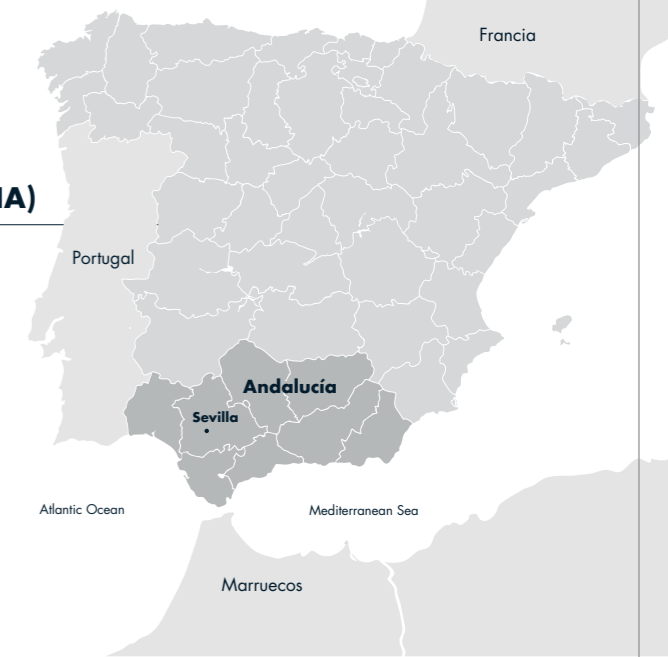 Francia
IA)
Portugal
Andalucía
Sevilla
Atlantic Ocean
Mediterranean Sea
Marruecos